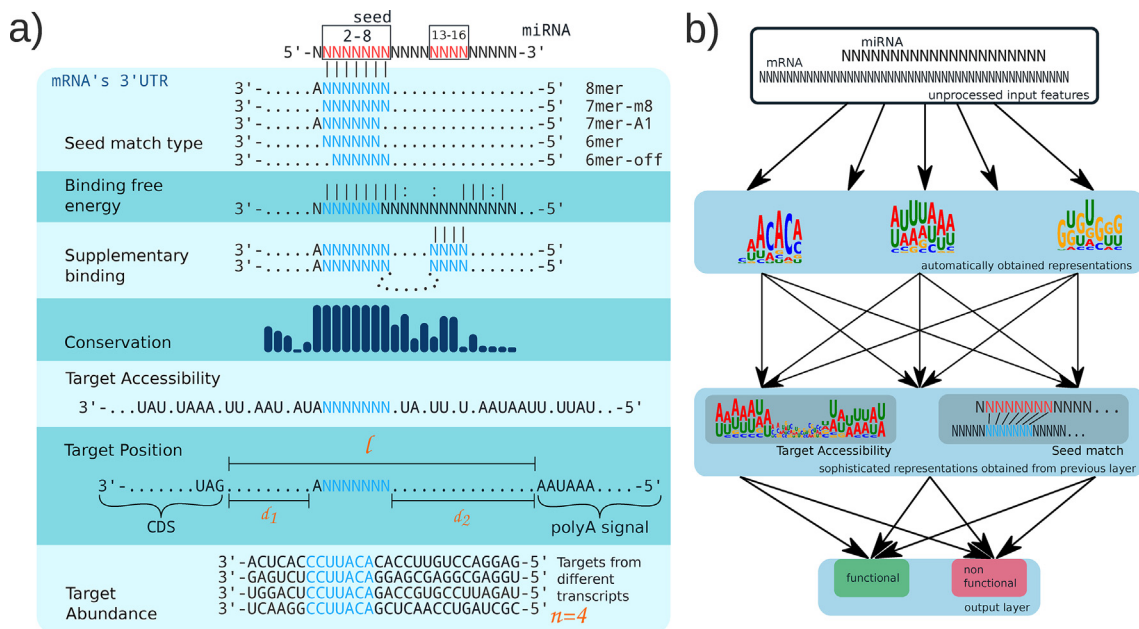 a)
seed
2-8
13-16
miRNA
5'-NNNNNNNNNNNNNNNNNNNNN-3'
mRNA's 3'UTR
3'-.....ANNNNNNN...............-5' 8mer
3'-......NNNNNNN...............-5' 7mer-m8
3'-.....ANNNNNN................-5' 7mer-A1
3'-......NNNNNN................-5' 6mer
3'-.......NNNNNN...............-5' 6mer-off
Seed match type
Binding free
energy
||||||||: : |||:|
3'-.....NNNNNNNNNNNNNNNNNNNNN-5'
Supplementary
binding
||||
3'-.....ANNNNNNN....NNNN.......-5'
3'-.....ANNNNNNN NNNN.......-5'
Conservation
Target Accessibility
3'-...UAU.UAAA.UU.AAU.AUANNNNNNN.UA.UU.U.AAUAAUU.UUAU..-5'
Target Position
l
3'-.......UAG.........ANNNNNNN...............AAUAAA....-5'
d1
d2
CDS
polyA signal
3'-ACUCACCCUUACACACCUUGUCCAGGAG-5'
3'-GAGUCUCCUUACAGGAGCGAGGCGAGGU-5'
3'-UGGACUCCUUACAGACCGUGCCUUAGAU-5'
3'-UCAAGGCCUUACAGCUCAACCUGAUCGC-5'
Targets from
different
transcripts
n=4
Target
Abundance
b)
miRNA
NNNNNNNNNNNNNNNNNNNNN
mRNA
unprocessed input features
automatically obtained representations
Target Accessibility
NNNNNNNNNNNN...
NNNNNNNNNNNNNNNN...
Seed match
sophisticated representations obtained from previous layer
functional
non
functional
output layer